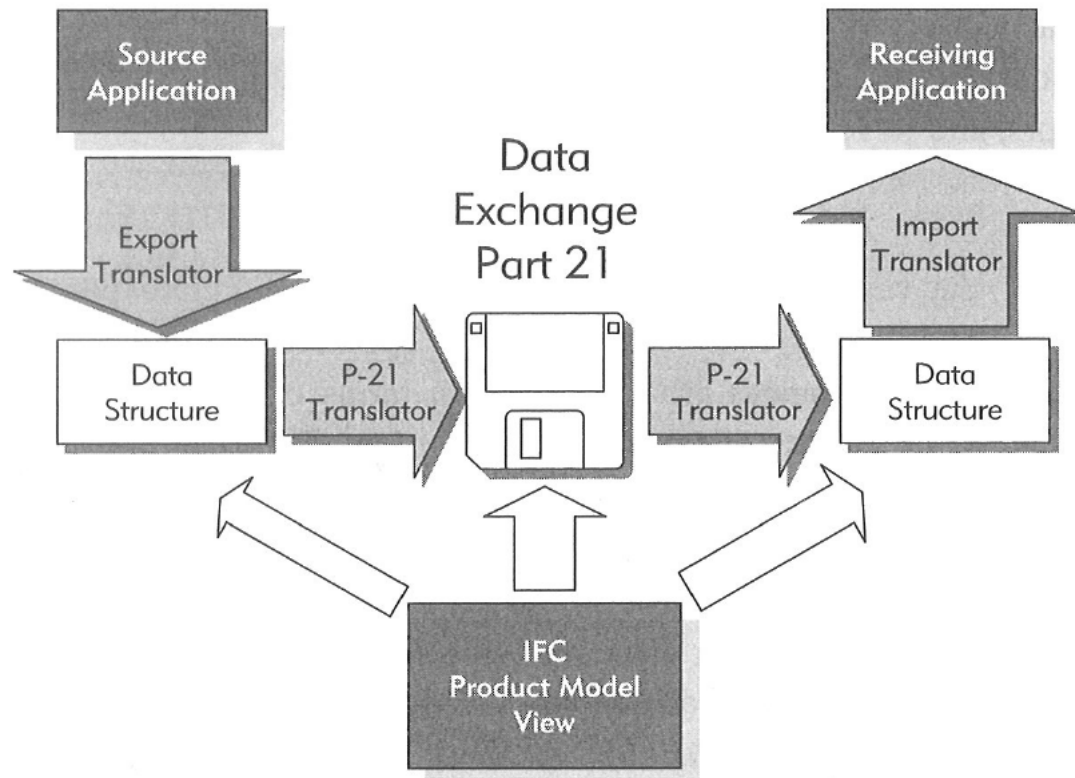 Source
Application
Receiving
Application
Data
Exchange
Part 21
Export
Translator
Import
Translator
Data
Structure
P-21
Translator
P-21
Translator
Data
Structure
IFC
Product Model
View